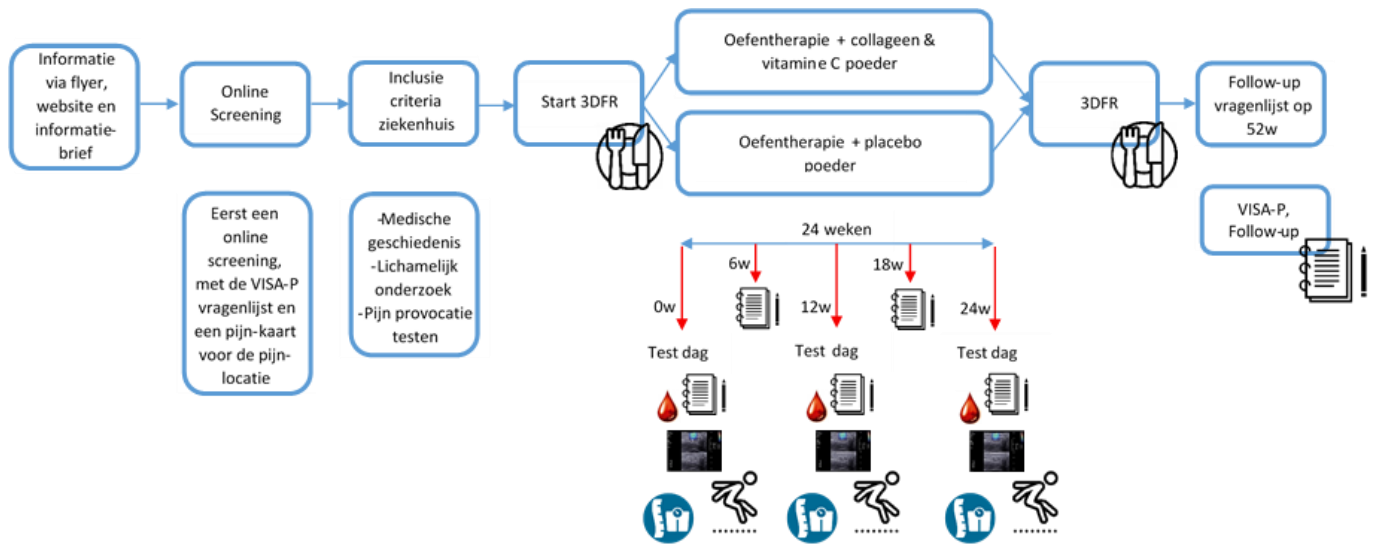 Informatie
via flyer,
website en
informatie-
brief
Online
Screening
Inclusie
criteria
ziekenhuis
Start 3DFR
Oefentherapie + collageen &
vitamine C poeder
Oefentherapie + placebo
poeder
3DFR
Follow-up
vragenlijst op
52w
Eerst een
online
screening,
met de VISA-P
vragenlijst en
een pijn-kaart
voor de pijn-
locatie
-Medische
geschiedenis
-Lichamelijk
onderzoek
-Pijn provocatie
testen
VISA-P,
Follow-up
24 weken
6w
18w
0w
12w
24w
Test dag
Test dag
Test dag